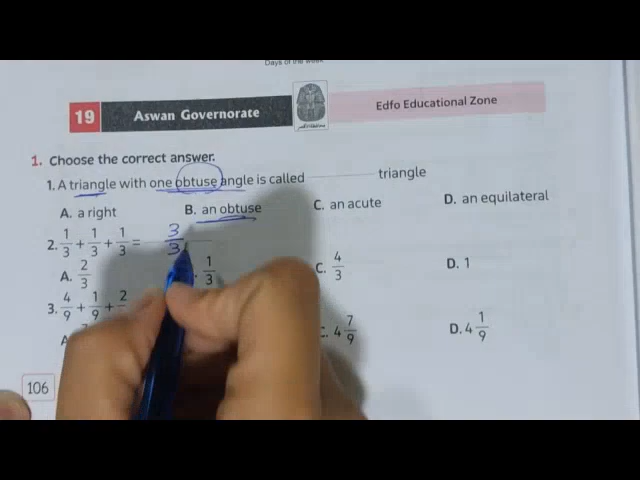 Days of the week
19 Aswan Governorate Edfo Educational Zone
1. Choose the correct answer.
1. A triangle with one obtuse angle is called triangle
A. a right B. an obtuse C. an acute D. an equilateral
2. 1/3 + 1/3 + 1/3 = 3/3
A. 2/3 1/3 C. 4/3 D. 1
3. 4/9 + 1/9 + 2
C. 4 7/9 D. 4 1/9
106